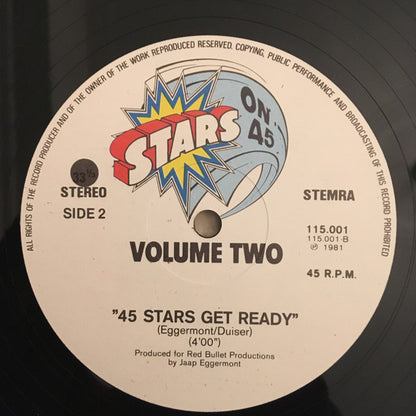 ALL RIGHTS OF THE RECORD PRODUCER AND OF THE OWNER OF THE WORK REPRODUCED RESERVED. COPYING, PUBLIC PERFORMANCE AND BROADCASTING OF THIS RECORD PROHIBITED
STARS
ON...
45
33⅓
STEREO
SIDE 2
STEMRA
115.001
115.001-B
℗ 1981
45 R.P.M.
VOLUME TWO
"45 STARS GET READY"
(Eggermont/Duiser)
(4'00")
Produced for Red Bullet Productions
by Jaap Eggermont